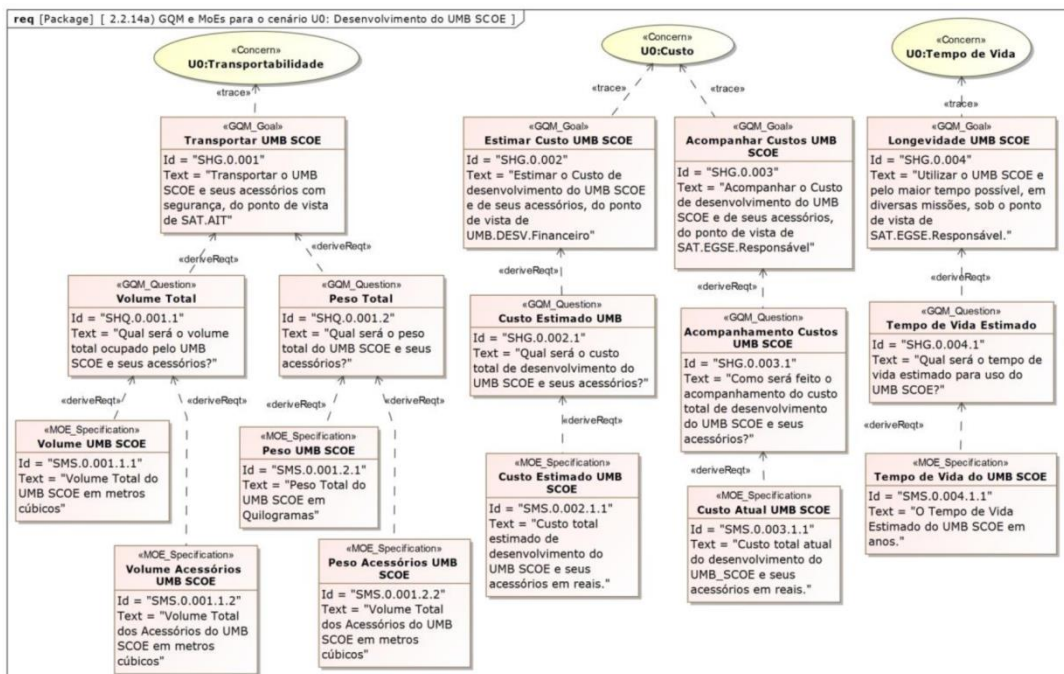 req [Package] [ 2.2.14a) GQM e MoEs para o cenário U0: Desenvolvimento do UMB SCOE ]
«Concern»
U0:Transportabilidade
«Concern»
U0:Custo
«Concern»
U0:Tempo de Vida
«trace»
«trace»
«trace»
«trace»
«GQM_Goal»
Transportar UMB SCOE
Id = "SHG.0.001"
Text = "Transportar o UMB
SCOE e seus acessórios com
segurança, do ponto de vista
de SAT.AIT"
«GQM_Goal»
Estimar Custo UMB SCOE
Id = "SHG.0.002"
Text = "Estimar o Custo de
desenvolvimento do UMB SCOE
e de seus acessórios, do ponto
de vista de
UMB.DESV.Financeiro"
«GQM_Goal»
Acompanhar Custos UMB
SCOE
Id = "SHG.0.003"
Text = "Acompanhar o Custo
de desenvolvimento do UMB
SCOE e de seus acessórios,
do ponto de vista de
SAT.EGSE.Responsável"
«GQM_Goal»
Longevidade UMB SCOE
Id = "SHG.0.004"
Text = "Utilizar o UMB SCOE e
pelo maior tempo possível, em
diversas missões, sob o ponto
de vista de
SAT.EGSE.Responsável."
«deriveReqt»
«deriveReqt»
«deriveReqt»
«deriveReqt»
«deriveReqt»
«GQM_Question»
Volume Total
Id = "SHQ.0.001.1"
Text = "Qual será o volume
total ocupado pelo UMB
SCOE e seus acessórios?"
«GQM_Question»
Peso Total
Id = "SHQ.0.001.2"
Text = "Qual será o peso
total do UMB SCOE e seus
acessórios?"
«GQM_Question»
Custo Estimado UMB
Id = "SHG.0.002.1"
Text = "Qual será o custo
total de desenvolvimento do
UMB SCOE e seus acessórios?"
«GQM_Question»
Acompanhamento Custos
UMB SCOE
Id = "SHG.0.003.1"
Text = "Como será feito o
acompanhamento do custo
total de desenvolvimento
do UMB SCOE e seus
acessórios?"
«GQM_Question»
Tempo de Vida Estimado
Id = "SHG.0.004.1"
Text = "Qual será o tempo de
vida estimado para uso do
UMB SCOE?"
«deriveReqt»
«deriveReqt»
«deriveReqt»
«deriveReqt»
«deriveReqt»
«deriveReqt»
«deriveReqt»
«MOE_Specification»
Volume UMB SCOE
Id = "SMS.0.001.1.1"
Text = "Volume Total do
UMB SCOE em metros
cúbicos"
«MOE_Specification»
Peso UMB SCOE
Id = "SMS.0.001.2.1"
Text = "Peso Total do
UMB SCOE em
Quilogramas"
«MOE_Specification»
Custo Estimado UMB
SCOE
Id = "SMS.0.002.1.1"
Text = "Custo total
estimado de
desenvolvimento do
UMB SCOE e seus
acessórios em reais."
«MOE_Specification»
Custo Atual UMB SCOE
Id = "SMS.0.003.1.1"
Text = "Custo total atual
do desenvolvimento do
UMB_SCOE e seus
acessórios em reais."
«MOE_Specification»
Tempo de Vida do UMB SCOE
Id = "SMS.0.004.1.1"
Text = "O Tempo de Vida
Estimado do UMB SCOE em
anos."
«MOE_Specification»
Volume Acessórios
UMB SCOE
Id = "SMS.0.001.1.2"
Text = "Volume Total
dos Acessórios do UMB
SCOE em metros
cúbicos"
«MOE_Specification»
Peso Acessórios UMB
SCOE
Id = "SMS.0.001.2.2"
Text = "Volume Total
dos Acessórios do UMB
SCOE em metros
cúbicos"